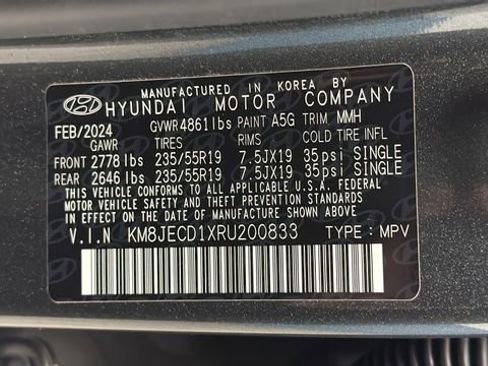 MANUFACTURED IN KOREA BY
HYUNDAI MOTOR COMPANY
FEB/2024 GVWR 4861 lbs PAINT A5G TRIM MMH
GAWR TIRES RIMS COLD TIRE INFL
FRONT 2778 lbs 235/55R19 7.5JX19 35psi SINGLE
REAR 2646 lbs 235/55R19 7.5JX19 35psi SINGLE
THIS VEHICLE CONFORMS TO ALL APPLICABLE U.S.A. FEDERAL
MOTOR VEHICLE SAFETY, BUMPER, AND THEFT PREVENTION STANDARDS
IN EFFECT ON THE DATE OF MANUFACTURE SHOWN ABOVE.
V.I.N KM8JECD1XRU200833 TYPE : MPV